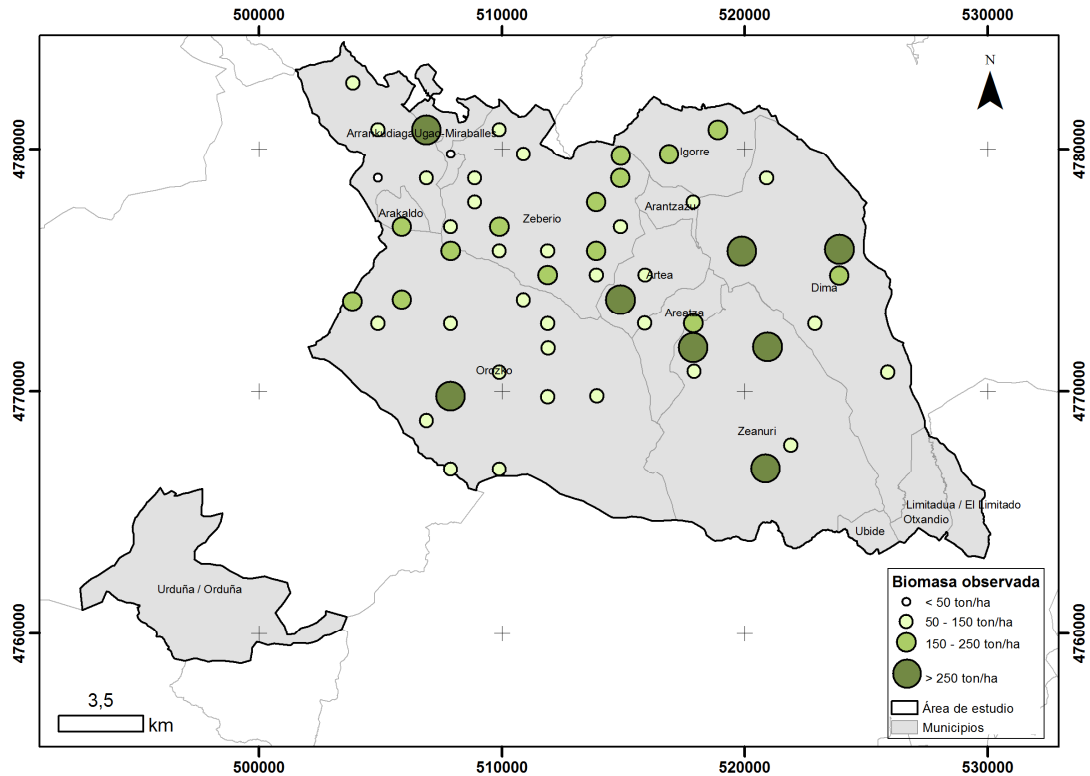 500000 510000 520000 530000
N
4780000 4780000
ArrankudiagaUgao-Miraballes
Igorre
Arakaldo
Zeberio
Arantzazu
Artea
Dima
Areatza
4770000 4770000
Orozko
Zeanuri
Limitadua / El Limitado
Otxandio
Ubide
Urduña / Orduña
4760000 4760000
Biomasa observada
< 50 ton/ha
50 - 150 ton/ha
150 - 250 ton/ha
> 250 ton/ha
Área de estudio
Municipios
3,5
km
500000 510000 520000 530000